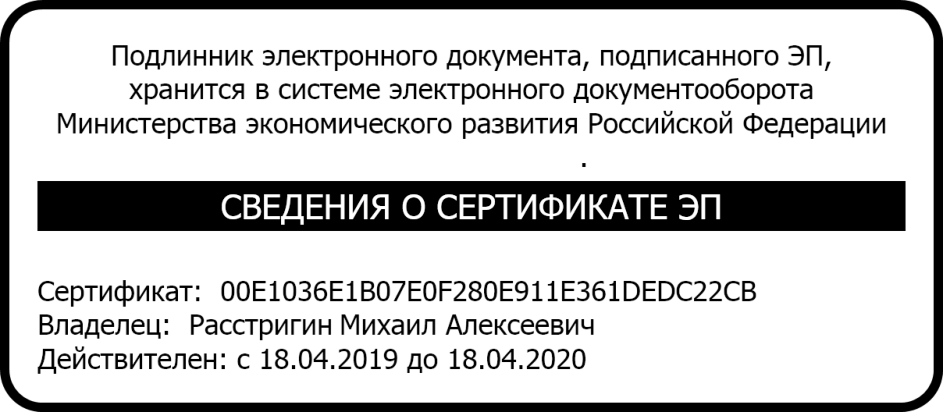 Подлинник электронного документа, подписанного ЭП,
хранится в системе электронного документооборота
Министерства экономического развития Российской Федерации
.
СВЕДЕНИЯ О СЕРТИФИКАТЕ ЭП
Сертификат: 00E1036E1B07E0F280E911E361DEDC22CB
Владелец: Расстригин Михаил Алексеевич
Действителен: с 18.04.2019 до 18.04.2020